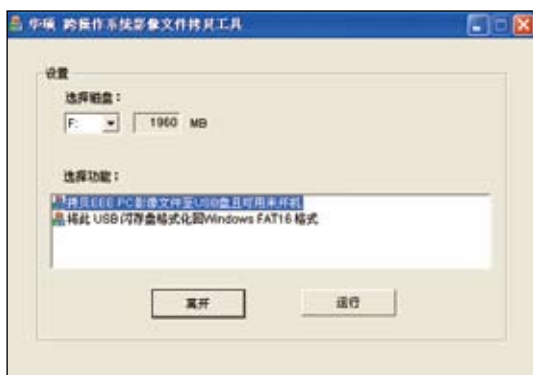 华硕 跨操作系统影像文件拷贝工具
设置
选择磁盘：
F: 1960 MB
选择功能：
拷贝EEE PC影像文件至USB盘且可用来开机
将此 USB 闪存盘格式化回Windows FAT16 格式
离开 运行